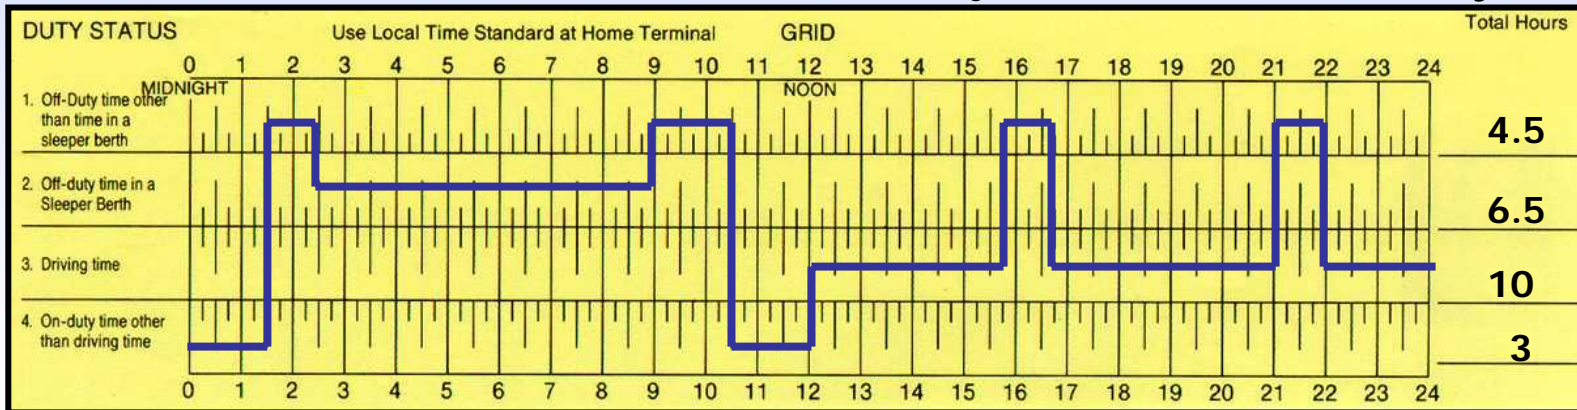 DUTY STATUS Use Local Time Standard at Home Terminal GRID Total Hours
0 1 2 3 4 5 6 7 8 9 10 11 12 13 14 15 16 17 18 19 20 21 22 23 24
MIDNIGHT NOON
1. Off-Duty time other
than time in a
sleeper berth
4.5
2. Off-duty time in a
Sleeper Berth
6.5
3. Driving time
10
4. On-duty time other
than driving time
3
0 1 2 3 4 5 6 7 8 9 10 11 12 13 14 15 16 17 18 19 20 21 22 23 24